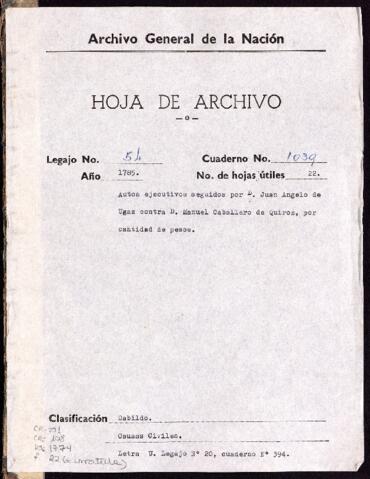 Archivo General de la Nación
HOJA DE ARCHIVO
—o—
Legajo No. 51 Cuaderno No. 1039
Año 1785. No. de hojas útiles 22.
Autos ejecutivos seguidos por D. Juan Angelo de
Ugaz contra D. Manuel Caballero de Quiros, por
cantidad de pesos.
Clasificación Cabildo.
Causas Civiles.
Letra U. Legajo Nº 20, cuaderno Nº 394.